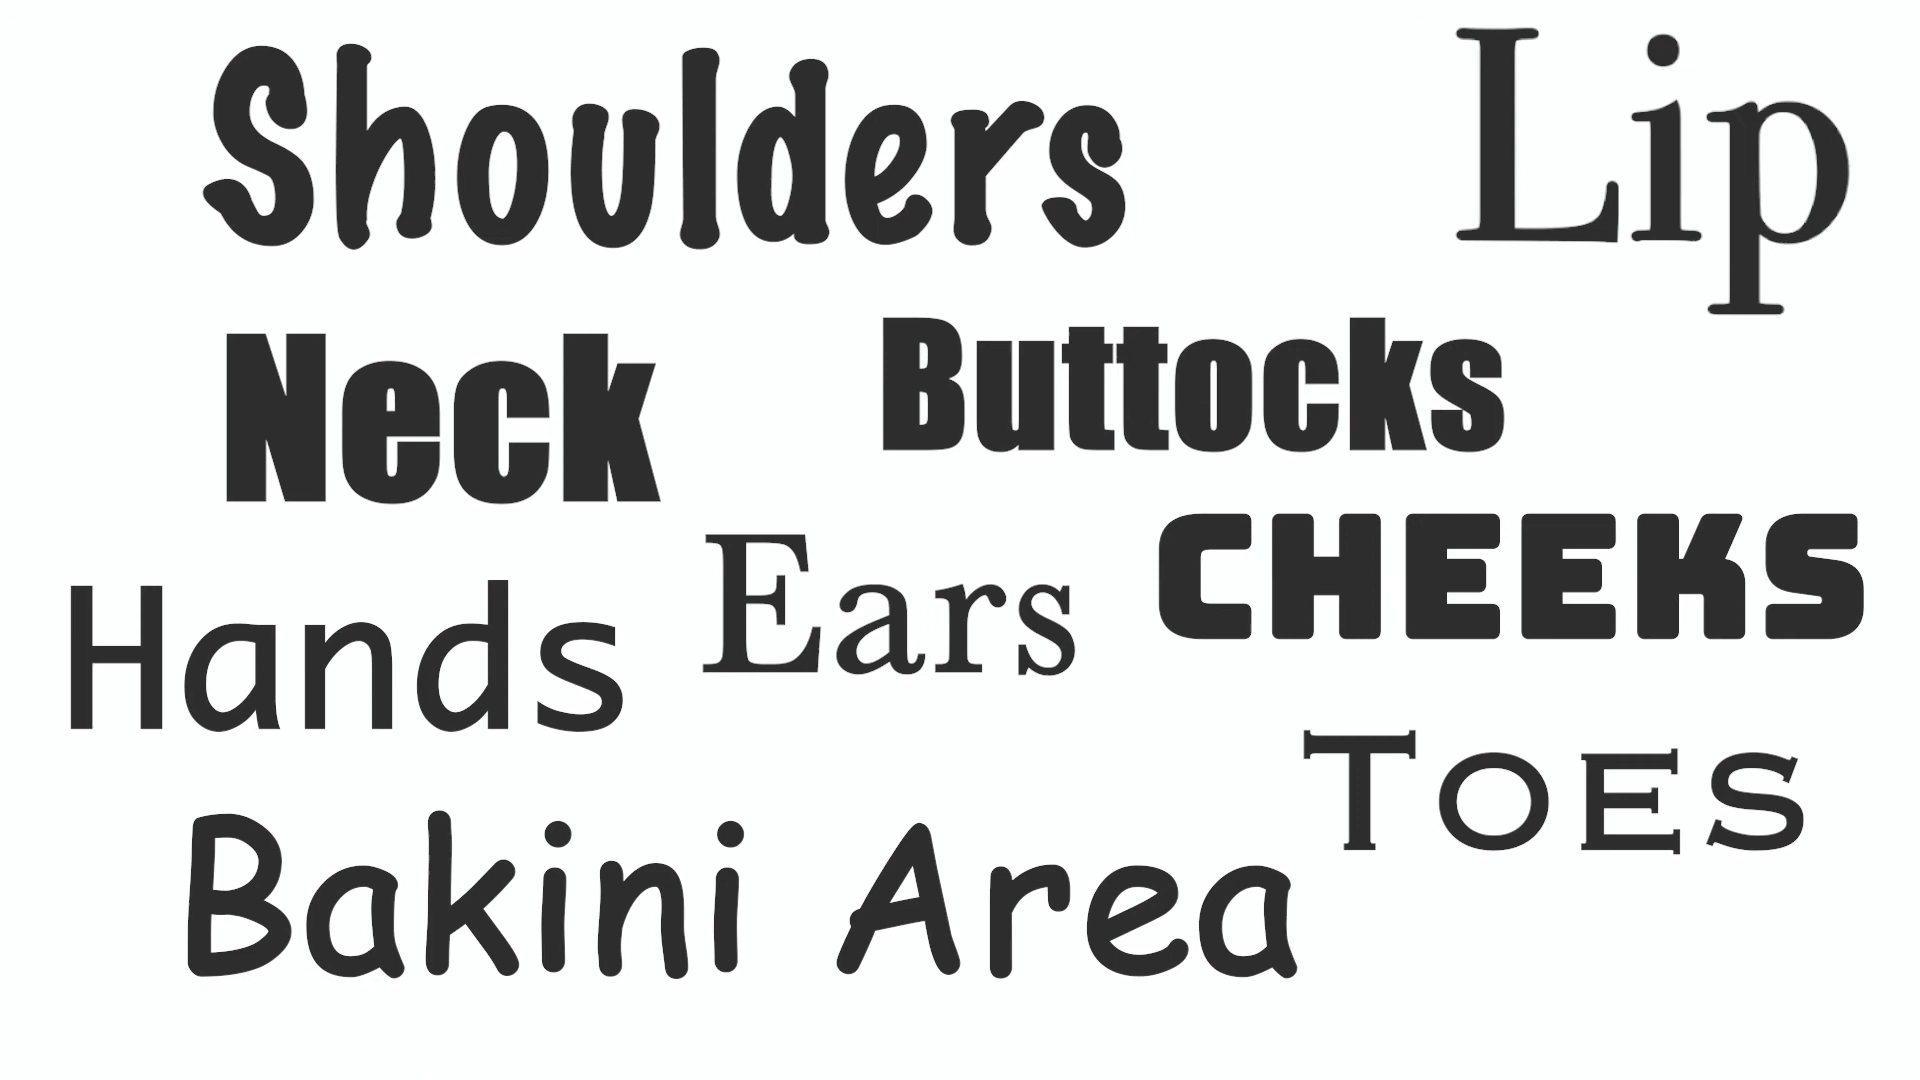 Shoulders
Lip
Neck
Buttocks
Ears
CHEEKS
Hands
TOES
Bakini Area